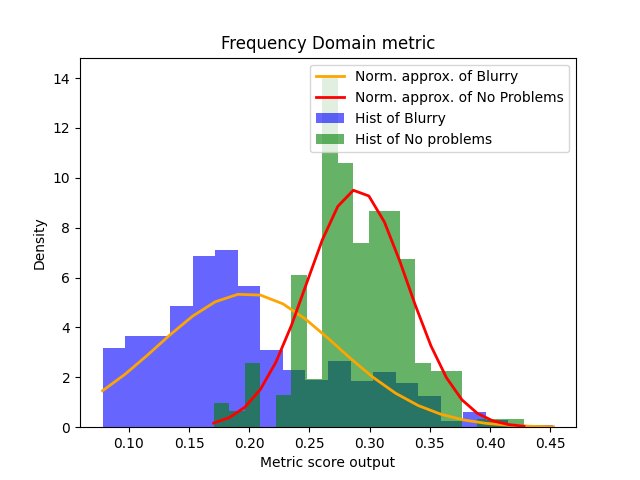 Frequency Domain metric
Norm. approx. of Blurry
Norm. approx. of No Problems
Hist of Blurry
Hist of No problems
Density
14
12
10
8
6
4
2
0
0.10 0.15 0.20 0.25 0.30 0.35 0.40 0.45
Metric score output